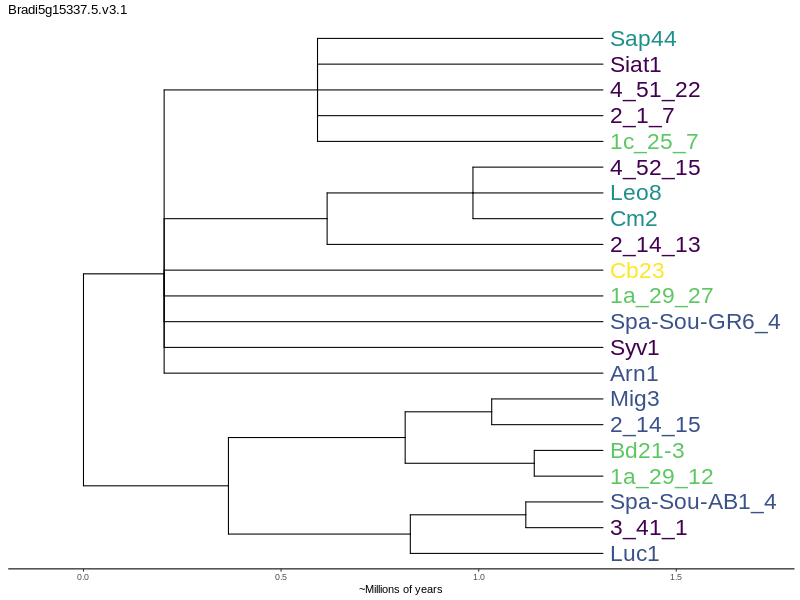 Bradi5g15337.5.v3.1
Sap44
Siat1
4_51_22
2_1_7
1c_25_7
4_52_15
Leo8
Cm2
2_14_13
Cb23
1a_29_27
Spa-Sou-GR6_4
Syv1
Arn1
Mig3
2_14_15
Bd21-3
1a_29_12
Spa-Sou-AB1_4
3_41_1
Luc1
0.0 0.5 1.0 1.5
~Millions of years